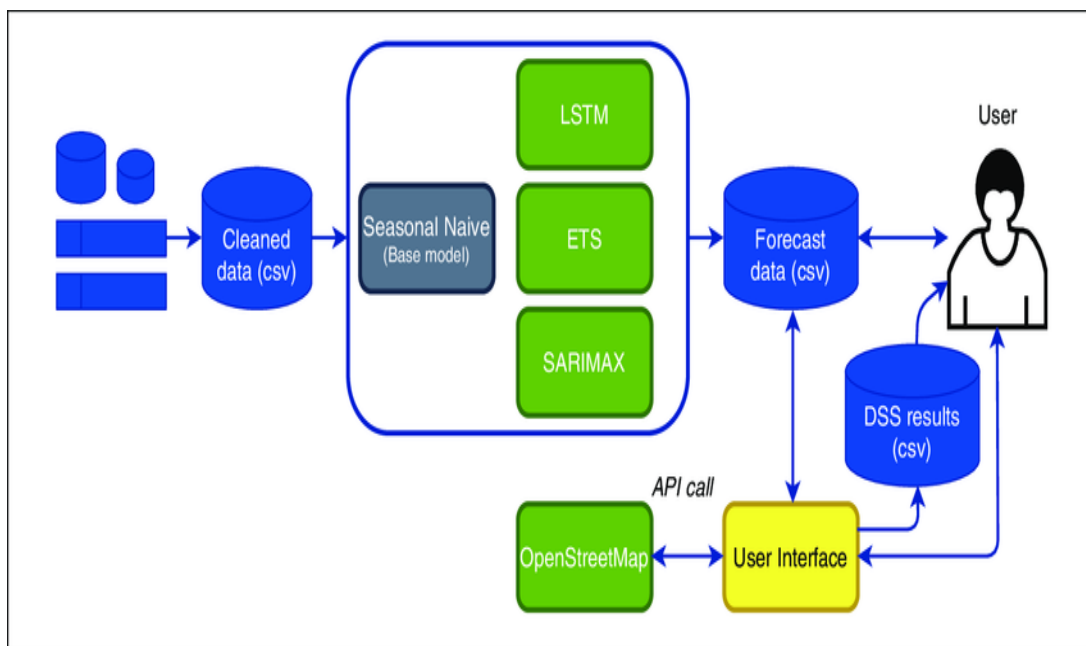 LSTM
User
Seasonal Naive
(Base model)
Cleaned
data (csv)
ETS
Forecast
data (csv)
SARIMAX
DSS results
(csv)
API call
OpenStreetMap
User Interface